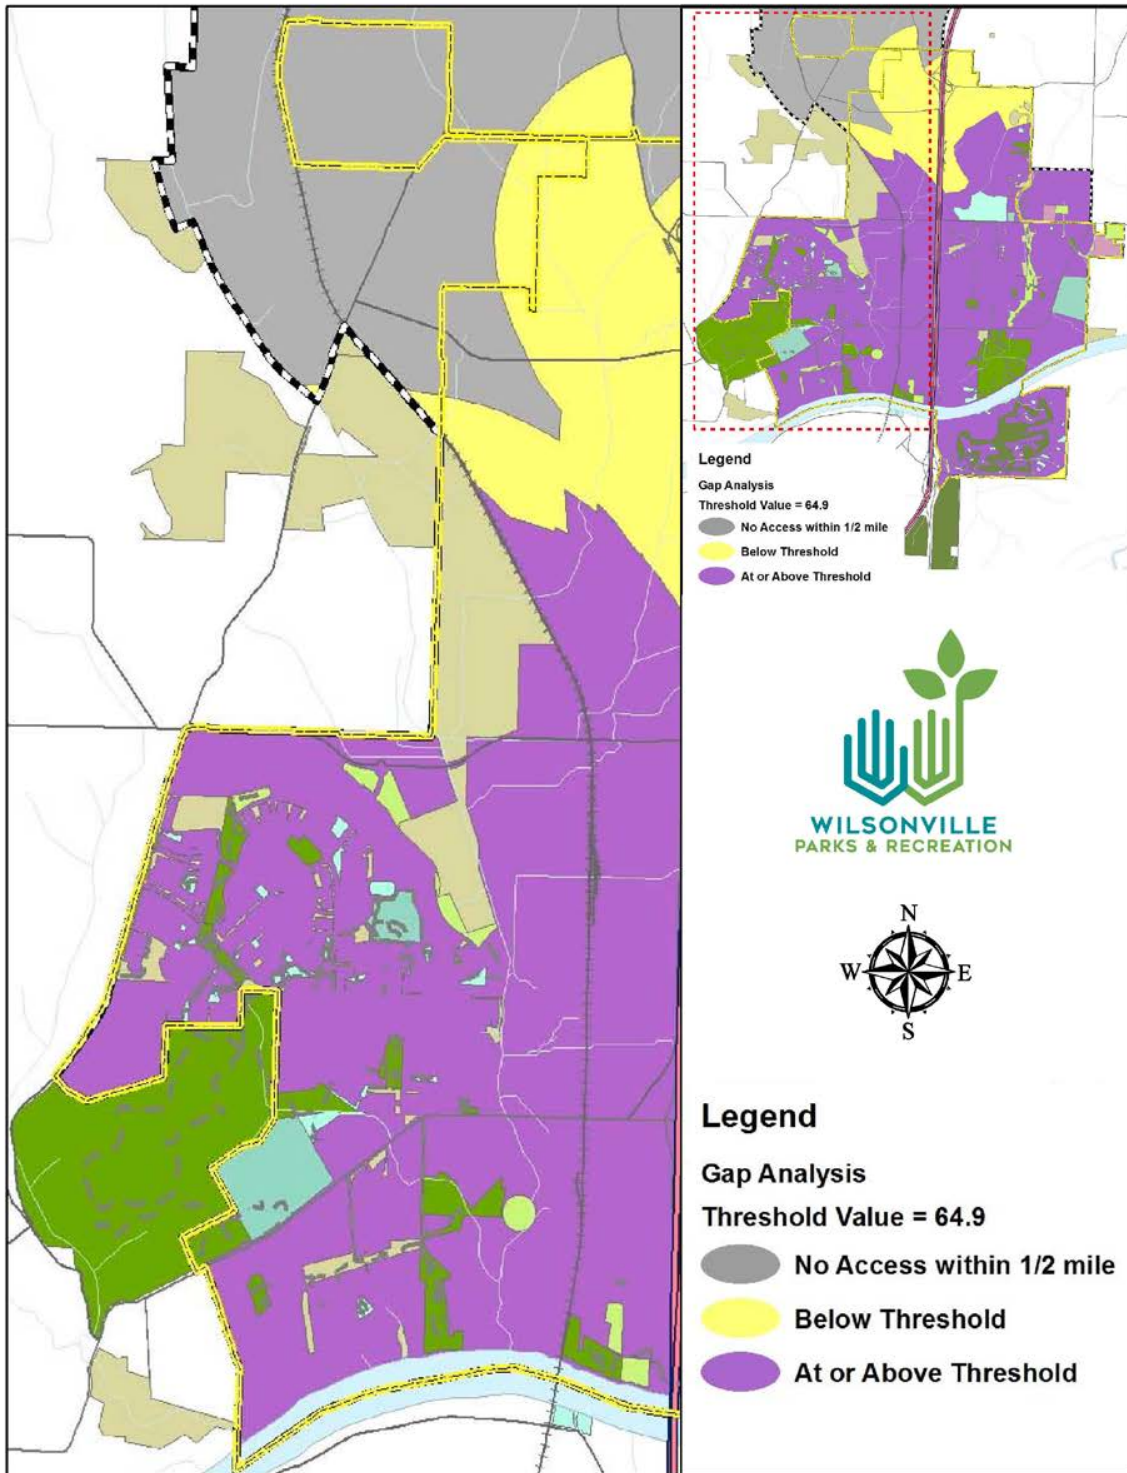 Legend
Gap Analysis
Threshold Value = 64.9
No Access within 1/2 mile
Below Threshold
At or Above Threshold
WILSONVILLE
PARKS & RECREATION
N
W E
S
Legend
Gap Analysis
Threshold Value = 64.9
No Access within 1/2 mile
Below Threshold
At or Above Threshold